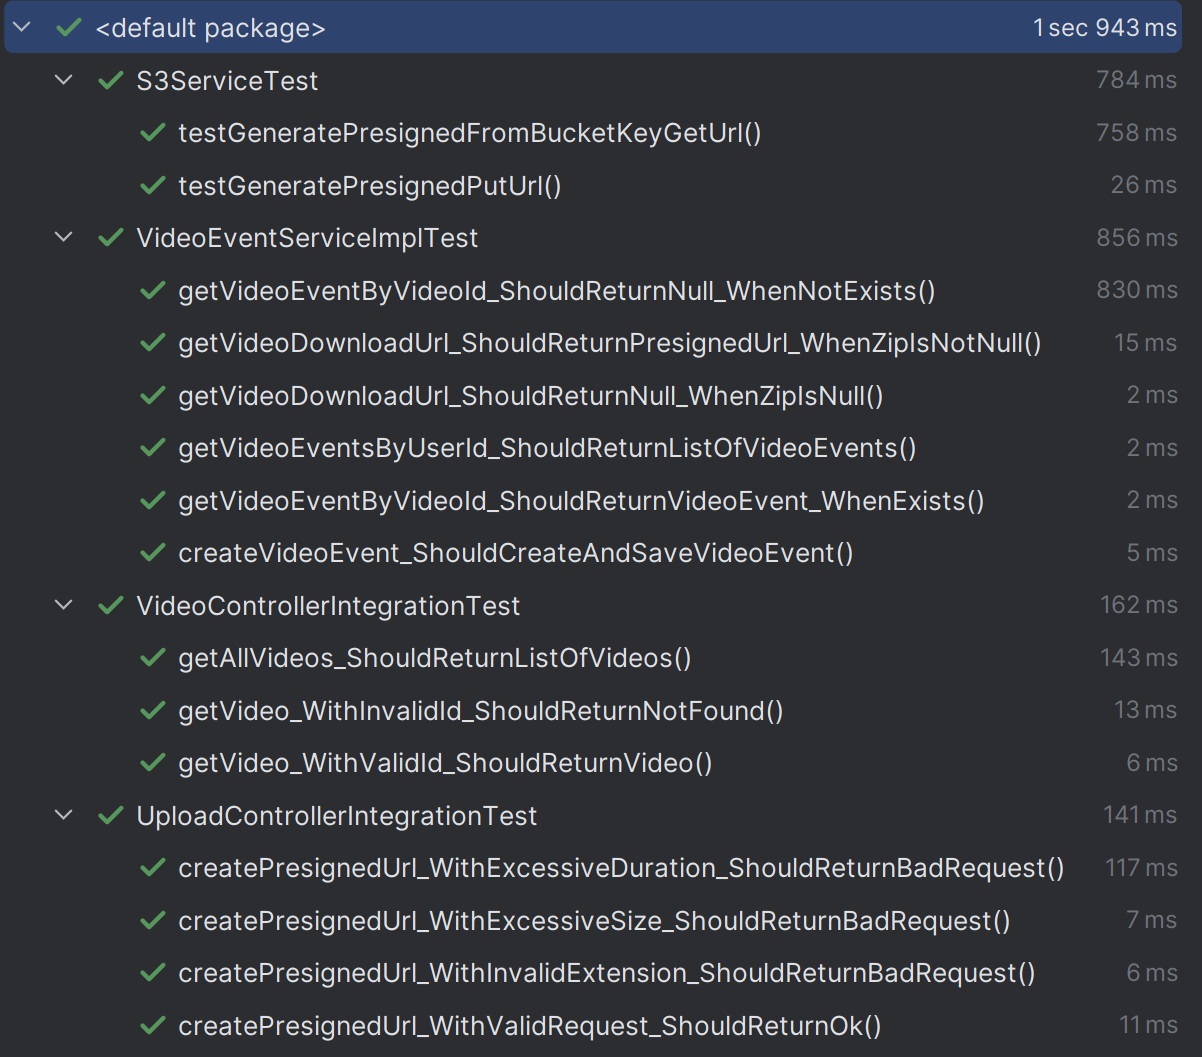 <default package> 1 sec 943 ms
S3ServiceTest 784 ms
testGeneratePresignedFromBucketKeyGetUrl() 758 ms
testGeneratePresignedPutUrl() 26 ms
VideoEventServiceImplTest 856 ms
getVideoEventByVideoId_ShouldReturnNull_WhenNotExists() 830 ms
getVideoDownloadUrl_ShouldReturnPresignedUrl_WhenZipIsNotNull() 15 ms
getVideoDownloadUrl_ShouldReturnNull_WhenZipIsNull() 2 ms
getVideoEventsByUserId_ShouldReturnListOfVideoEvents() 2 ms
getVideoEventByVideoId_ShouldReturnVideoEvent_WhenExists() 2 ms
createVideoEvent_ShouldCreateAndSaveVideoEvent() 5 ms
VideoControllerIntegrationTest 162 ms
getAllVideos_ShouldReturnListOfVideos() 143 ms
getVideo_WithInvalidId_ShouldReturnNotFound() 13 ms
getVideo_WithValidId_ShouldReturnVideo() 6 ms
UploadControllerIntegrationTest 141 ms
createPresignedUrl_WithExcessiveDuration_ShouldReturnBadRequest() 117 ms
createPresignedUrl_WithExcessiveSize_ShouldReturnBadRequest() 7 ms
createPresignedUrl_WithInvalidExtension_ShouldReturnBadRequest() 6 ms
createPresignedUrl_WithValidRequest_ShouldReturnOk() 11 ms